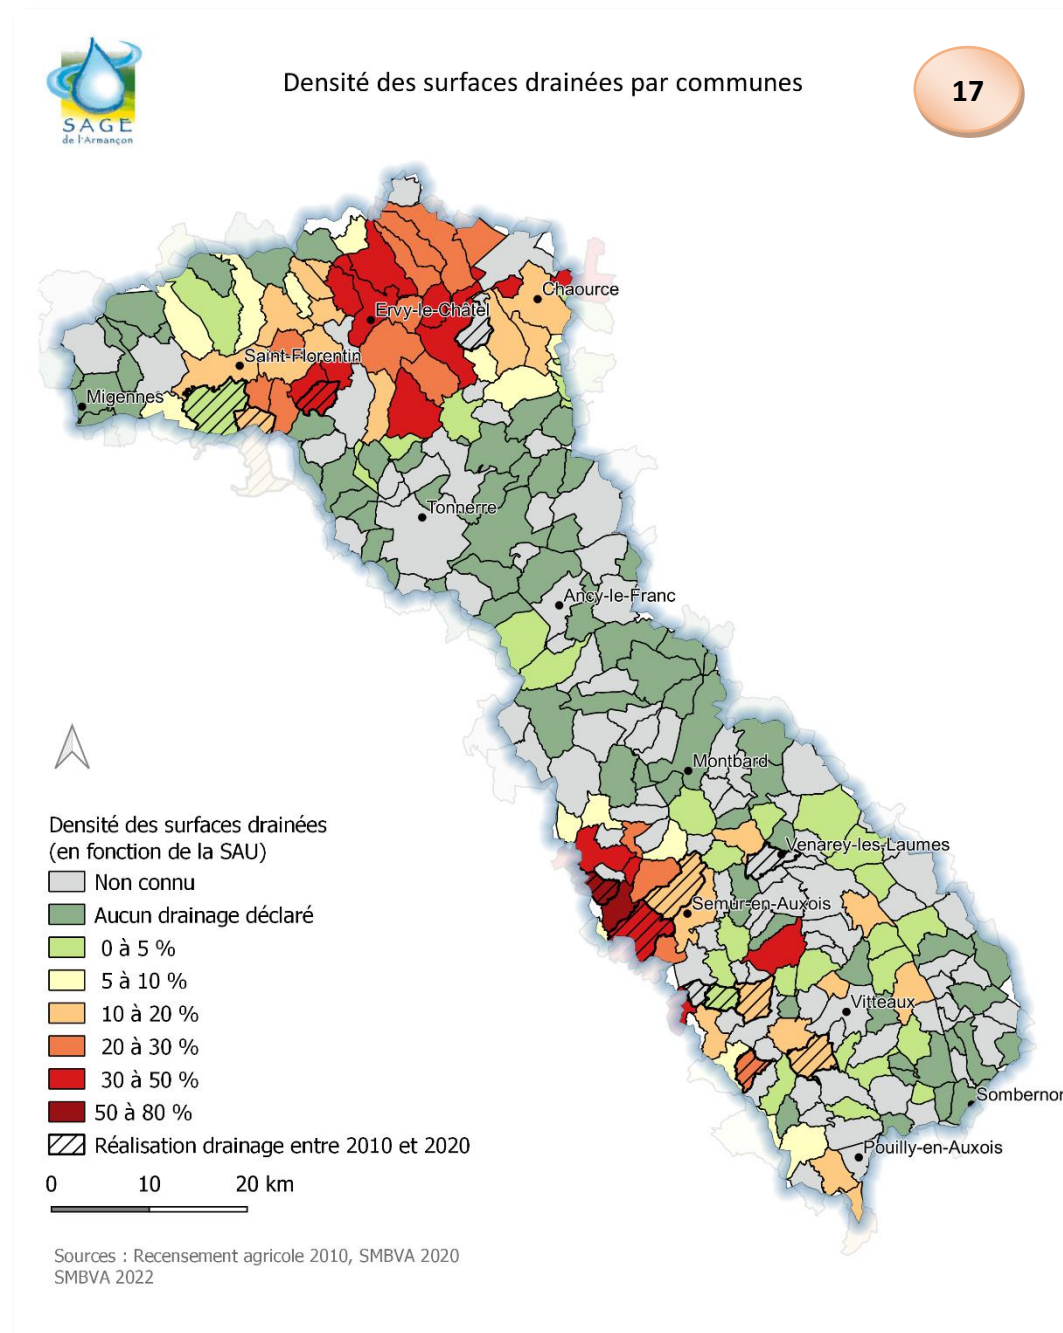 SAGE
de l'Armançon
Densité des surfaces drainées par communes
17
Chaource
Ervy-le-Châtel
Saint-Florentin
Migennes
Tonnerre
Ancy-le-Franc
Montbard
Venarey-les-Laumes
Semur-en-Auxois
Vitteaux
Sombernon
Pouilly-en-Auxois
Densité des surfaces drainées
(en fonction de la SAU)
Non connu
Aucun drainage déclaré
0 à 5 %
5 à 10 %
10 à 20 %
20 à 30 %
30 à 50 %
50 à 80 %
Réalisation drainage entre 2010 et 2020
0 10 20 km
Sources : Recensement agricole 2010, SMBVA 2020
SMBVA 2022